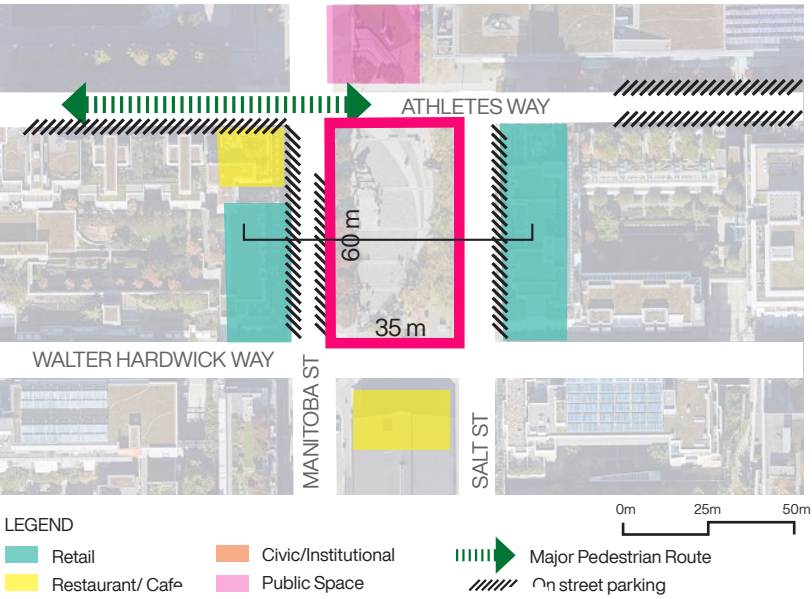 ATHLETES WAY
60 m
35 m
WALTER HARDWICK WAY
MANITOBA ST
SALT ST
0m 25m 50m
LEGEND
Retail
Restaurant/ Cafe
Civic/Institutional
Public Space
Major Pedestrian Route
On street parking